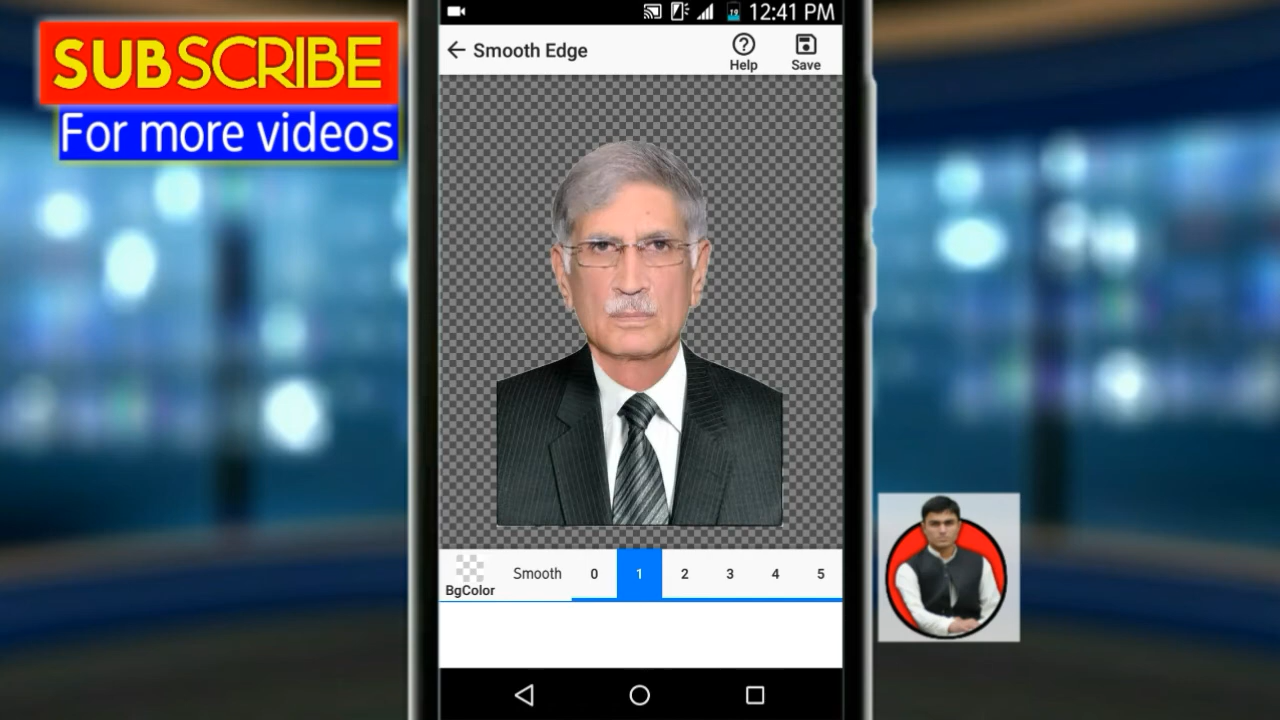 SUBSCRIBE
For more videos
19 12:41 PM
Smooth Edge
Help
Save
BgColor
Smooth
0 1 2 3 4 5